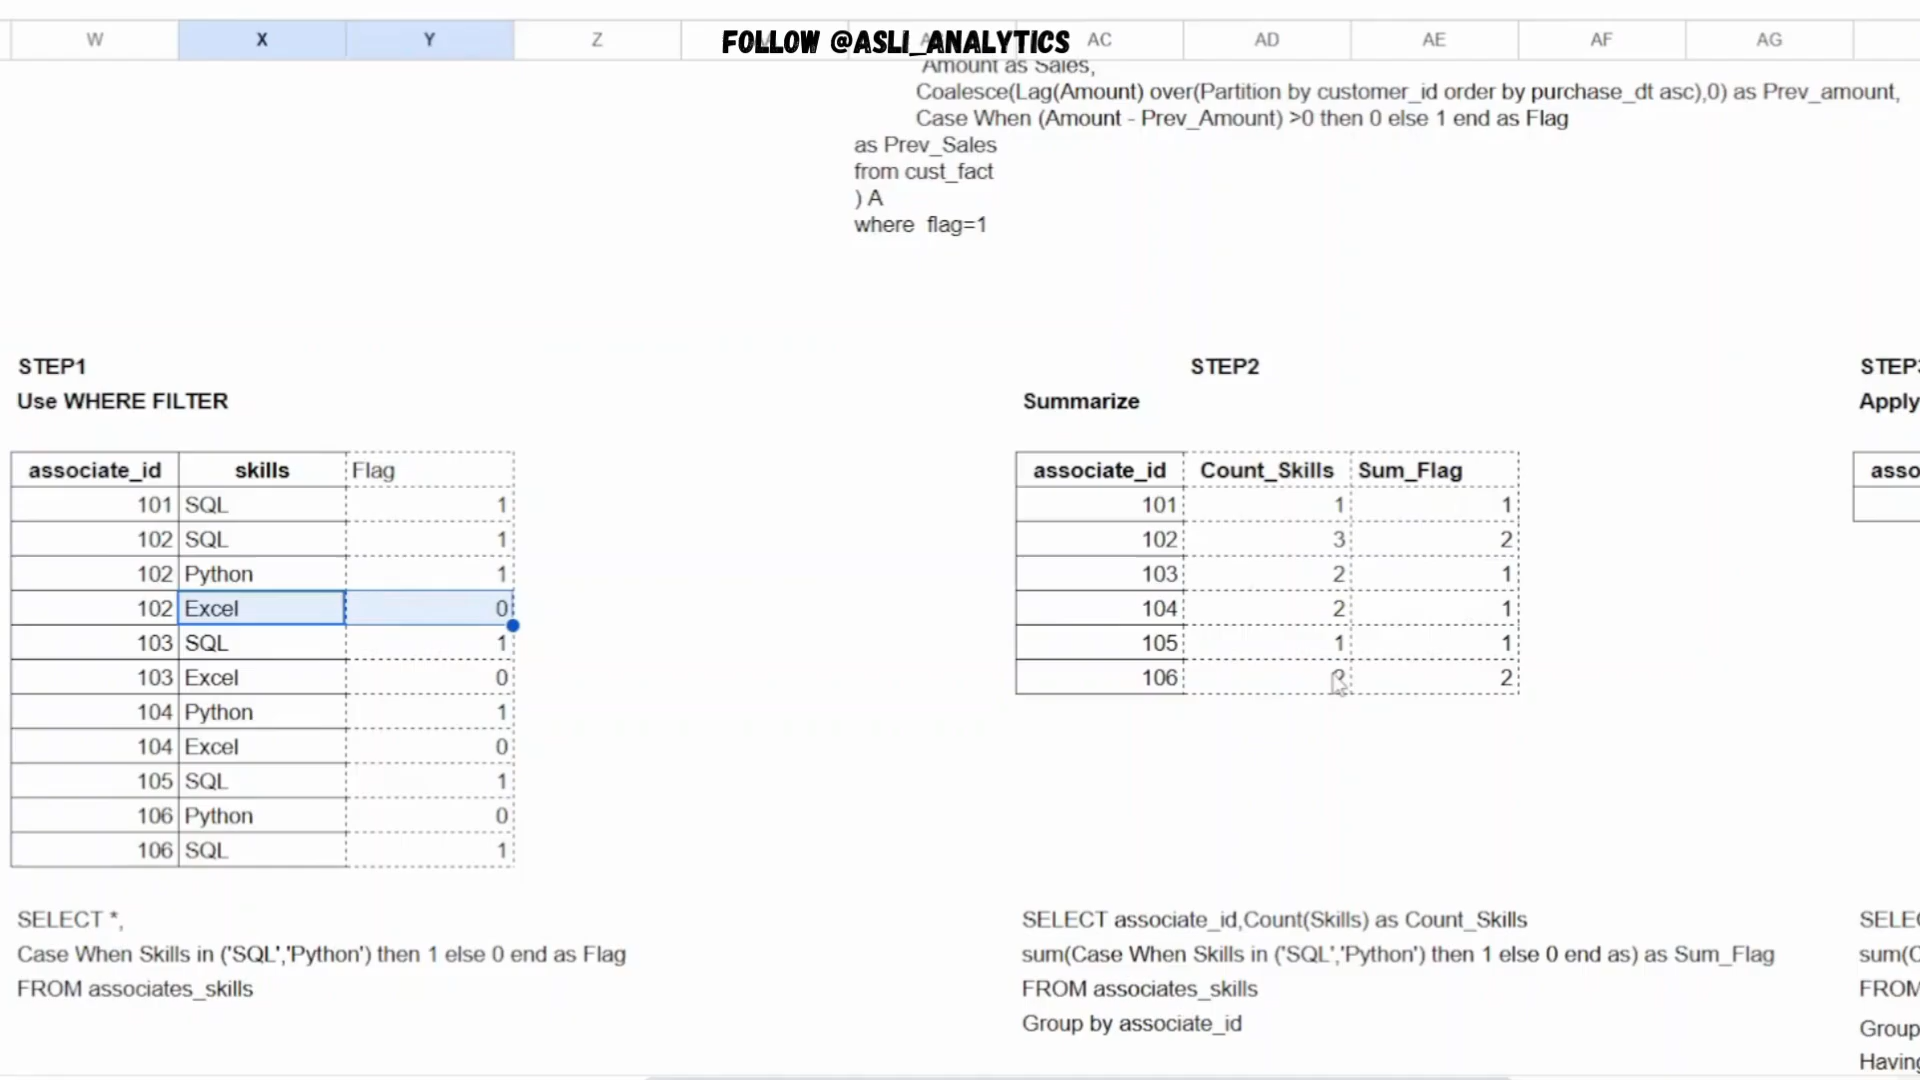 W X Y Z AC AD AE AF AG
FOLLOW @ASLI_ANALYTICS
Amount as Sales,
Coalesce(Lag(Amount) over(Partition by customer_id order by purchase_dt asc),0) as Prev_amount,
Case When (Amount - Prev_Amount) >0 then 0 else 1 end as Flag
as Prev_Sales
from cust_fact
) A
where flag=1
STEP1
Use WHERE FILTER
associate_id skills Flag
101 SQL 1
102 SQL 1
102 Python 1
102 Excel 0
103 SQL 1
103 Excel 0
104 Python 1
104 Excel 0
105 SQL 1
106 Python 0
106 SQL 1
SELECT *,
Case When Skills in ('SQL','Python') then 1 else 0 end as Flag
FROM associates_skills
STEP2
Summarize
associate_id Count_Skills Sum_Flag
101 1 1
102 3 2
103 2 1
104 2 1
105 1 1
106 2
SELECT associate_id,Count(Skills) as Count_Skills
sum(Case When Skills in ('SQL','Python') then 1 else 0 end as) as Sum_Flag
FROM associates_skills
Group by associate_id
Apply
asso
SELEC
sum(C
FROM
Group
Having